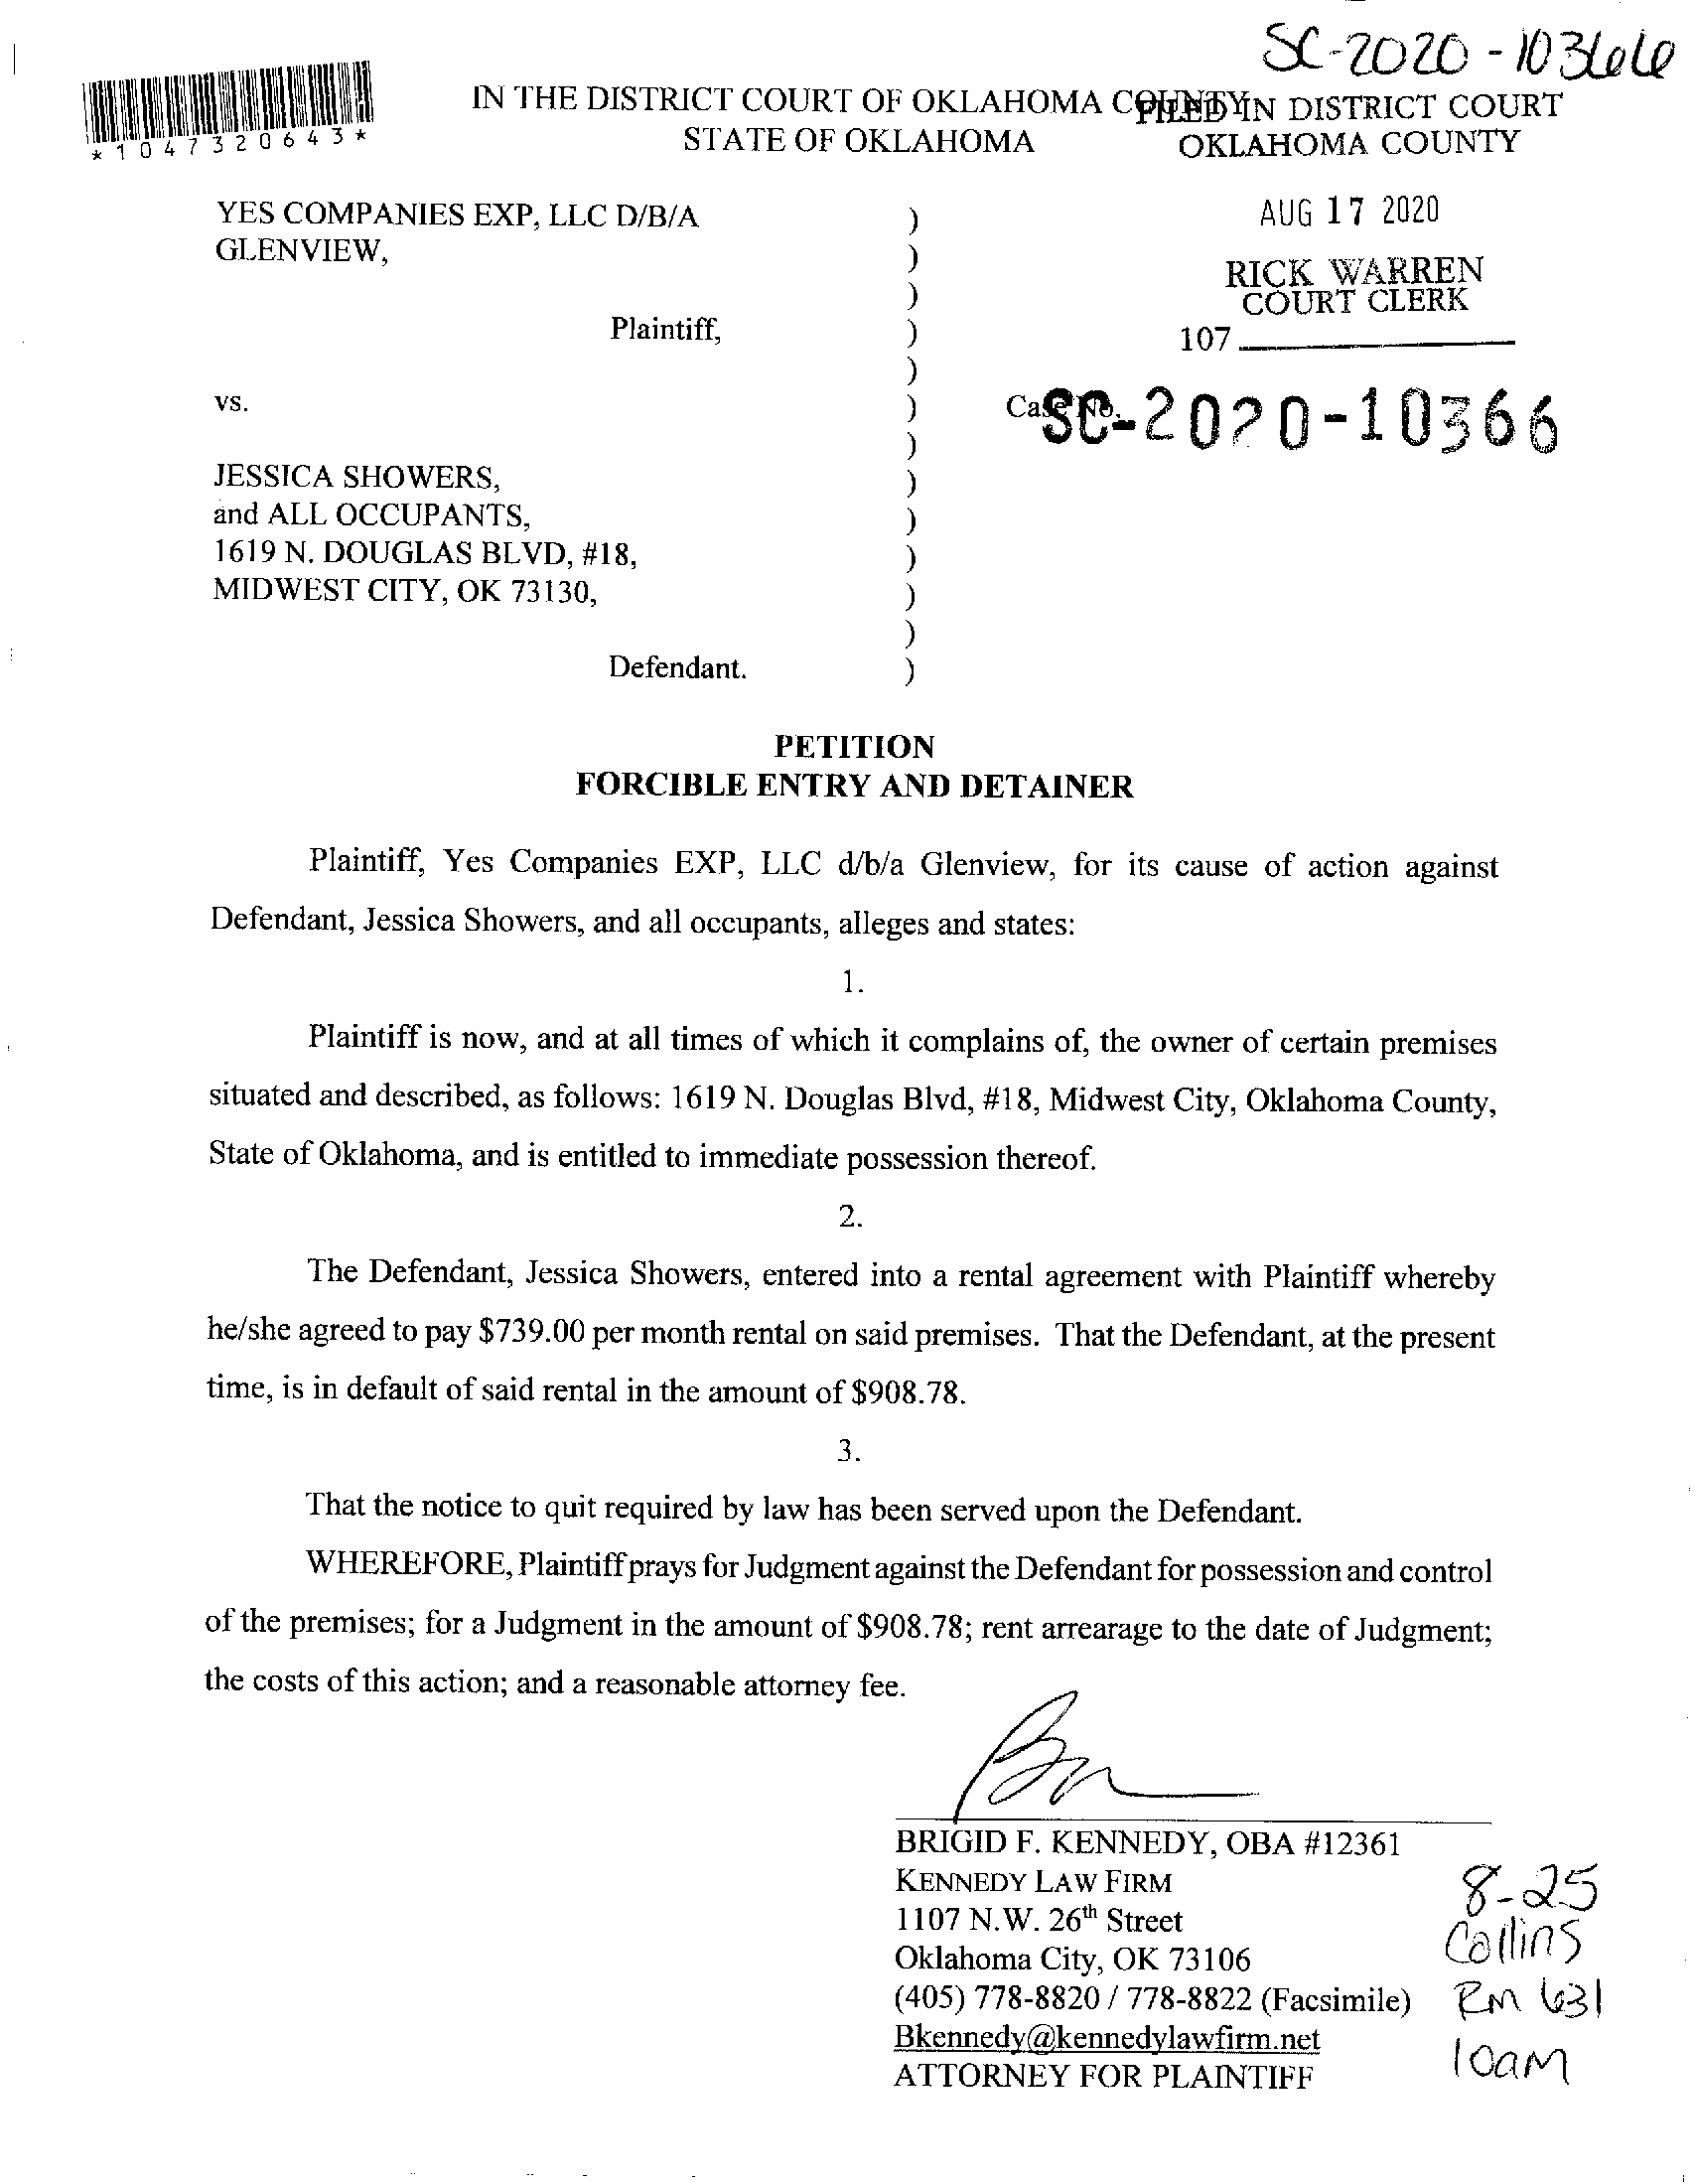 SC-2020-10366
*1047320643*
IN THE DISTRICT COURT OF OKLAHOMA COUNTY
STATE OF OKLAHOMA
FILED IN DISTRICT COURT
OKLAHOMA COUNTY
AUG 17 2020
RICK WARREN
COURT CLERK
107
YES COMPANIES EXP, LLC D/B/A )
GLENVIEW, )
)
Plaintiff, )
)
vs. )
Case No.
SC-2020-10366
)
JESSICA SHOWERS, )
and ALL OCCUPANTS, )
1619 N. DOUGLAS BLVD, #18, )
MIDWEST CITY, OK 73130, )
)
Defendant. )
PETITION
FORCIBLE ENTRY AND DETAINER
Plaintiff, Yes Companies EXP, LLC d/b/a Glenview, for its cause of action against
Defendant, Jessica Showers, and all occupants, alleges and states:
1.
Plaintiff is now, and at all times of which it complains of, the owner of certain premises
situated and described, as follows: 1619 N. Douglas Blvd, #18, Midwest City, Oklahoma County,
State of Oklahoma, and is entitled to immediate possession thereof.
2.
The Defendant, Jessica Showers, entered into a rental agreement with Plaintiff whereby
he/she agreed to pay $739.00 per month rental on said premises. That the Defendant, at the present
time, is in default of said rental in the amount of $908.78.
3.
That the notice to quit required by law has been served upon the Defendant.
WHEREFORE, Plaintiff prays for Judgment against the Defendant for possession and control
of the premises; for a Judgment in the amount of $908.78; rent arrearage to the date of Judgment;
the costs of this action; and a reasonable attorney fee.
BRIGID F. KENNEDY, OBA #12361
KENNEDY LAW FIRM
1107 N.W. 26th Street
Oklahoma City, OK 73106
(405) 778-8820 / 778-8822 (Facsimile)
Bkennedy@kennedylawfirm.net
ATTORNEY FOR PLAINTIFF
8-25
Collins
RM 631
10am